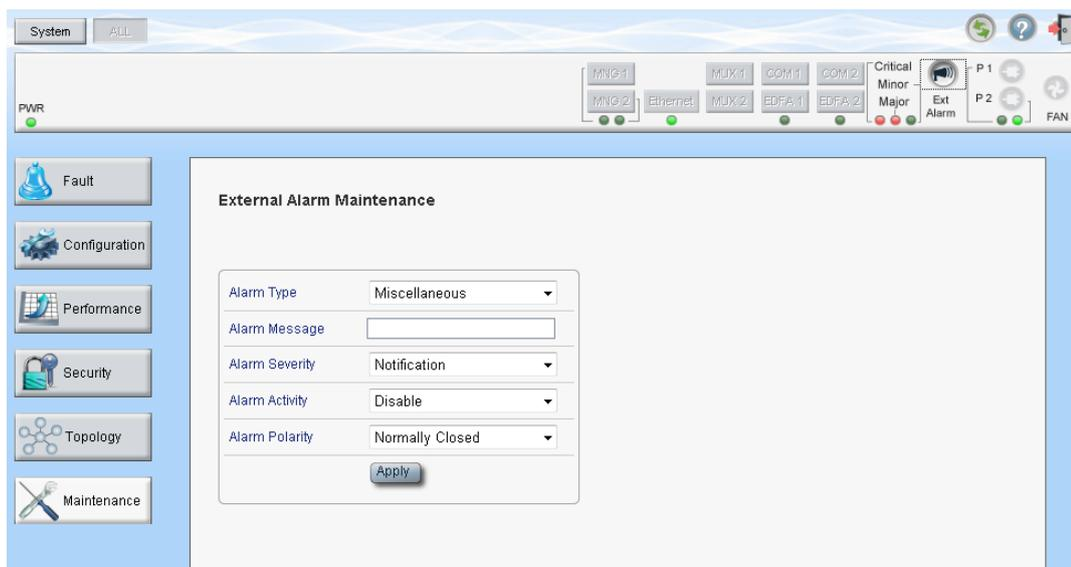 System ALL
MNG 1 MUX 1 COM 1 COM 2 Critical P 1
Minor
PWR MNG 2 Ethernet MUX 2 EDFA 1 EDFA 2 Major Ext P 2
Alarm FAN
Fault
External Alarm Maintenance
Configuration
Alarm Type Miscellaneous
Performance
Alarm Message
Alarm Severity Notification
Security
Alarm Activity Disable
Topology
Alarm Polarity Normally Closed
Apply
Maintenance